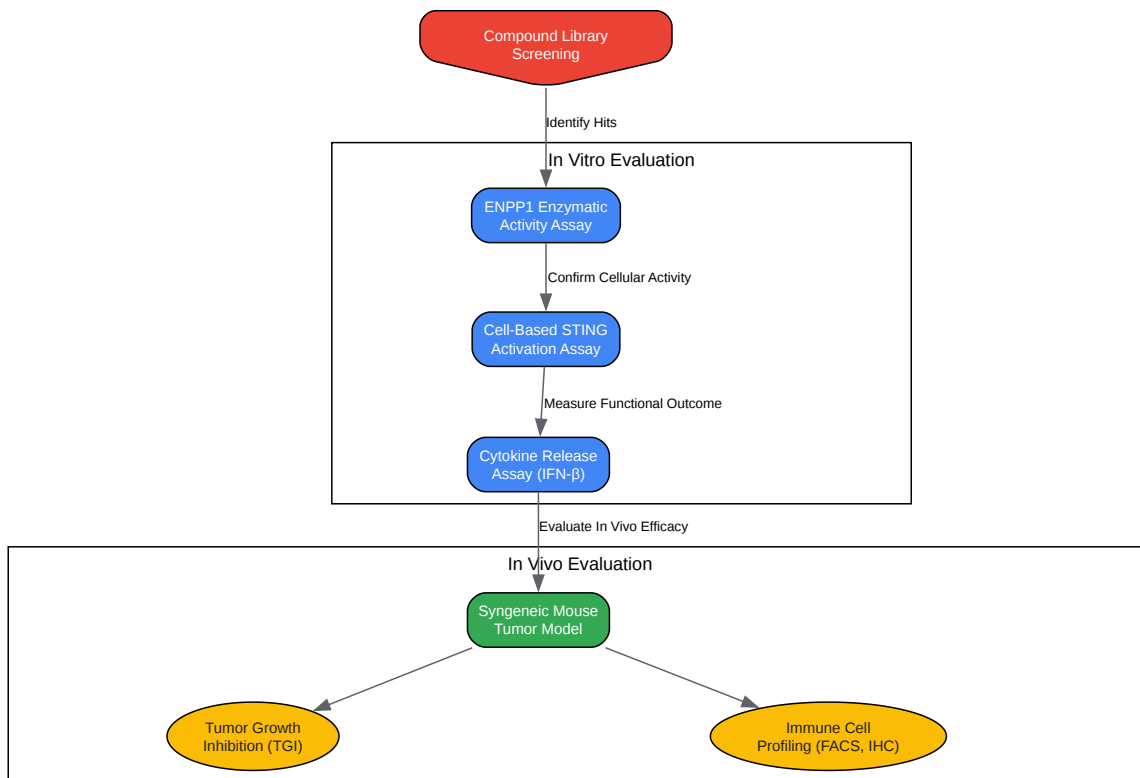 Compound Library
Screening
Identify Hits
In Vitro Evaluation
ENPP1 Enzymatic
Activity Assay
Confirm Cellular Activity
Cell-Based STING
Activation Assay
Measure Functional Outcome
Cytokine Release
Assay (IFN-β)
Evaluate In Vivo Efficacy
In Vivo Evaluation
Syngeneic Mouse
Tumor Model
Tumor Growth
Inhibition (TGI)
Immune Cell
Profiling (FACS, IHC)